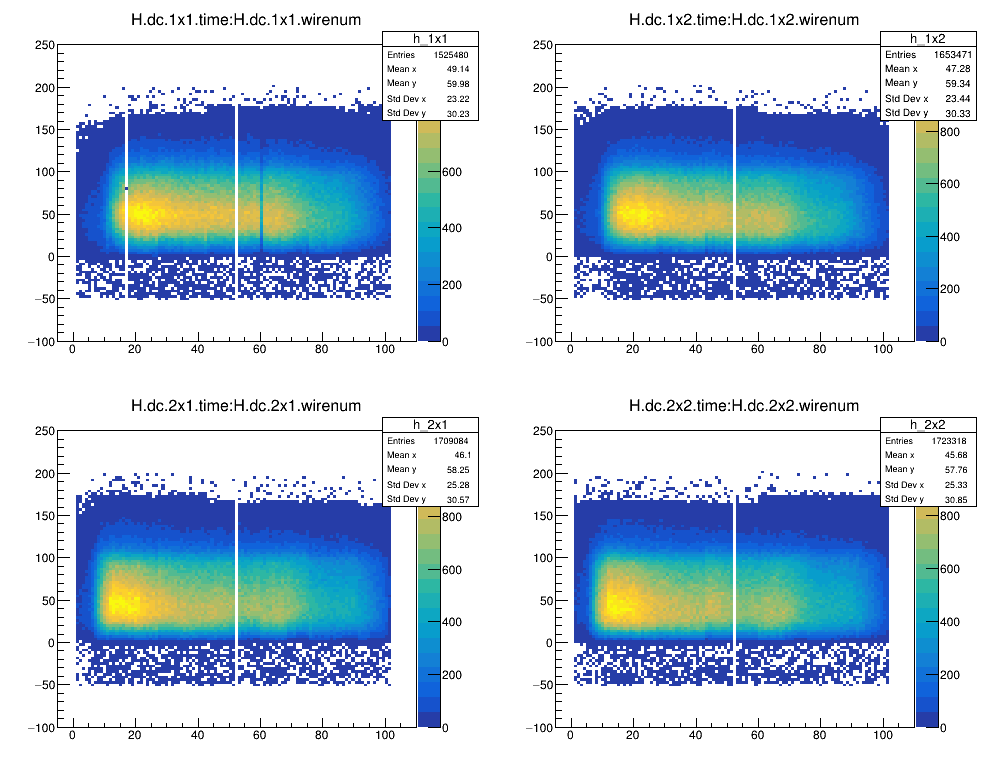 H.dc.1x1.time:H.dc.1x1.wirenum
h_1x1
Entries 1525480
Mean x 49.14
Mean y 59.98
Std Dev x 23.22
Std Dev y 30.23
250
200
150
100
50
0
−50
−100
0 20 40 60 80 100
600
400
200
0
H.dc.1x2.time:H.dc.1x2.wirenum
h_1x2
Entries 1653471
Mean x 47.28
Mean y 59.34
Std Dev x 23.44
Std Dev y 30.33
250
200
150
100
50
0
−50
−100
0 20 40 60 80 100
800
600
400
200
0
H.dc.2x1.time:H.dc.2x1.wirenum
h_2x1
Entries 1709084
Mean x 46.1
Mean y 58.25
Std Dev x 25.28
Std Dev y 30.57
250
200
150
100
50
0
−50
−100
0 20 40 60 80 100
800
600
400
200
0
H.dc.2x2.time:H.dc.2x2.wirenum
h_2x2
Entries 1723318
Mean x 45.68
Mean y 57.76
Std Dev x 25.33
Std Dev y 30.85
250
200
150
100
50
0
−50
−100
0 20 40 60 80 100
800
600
400
200
0